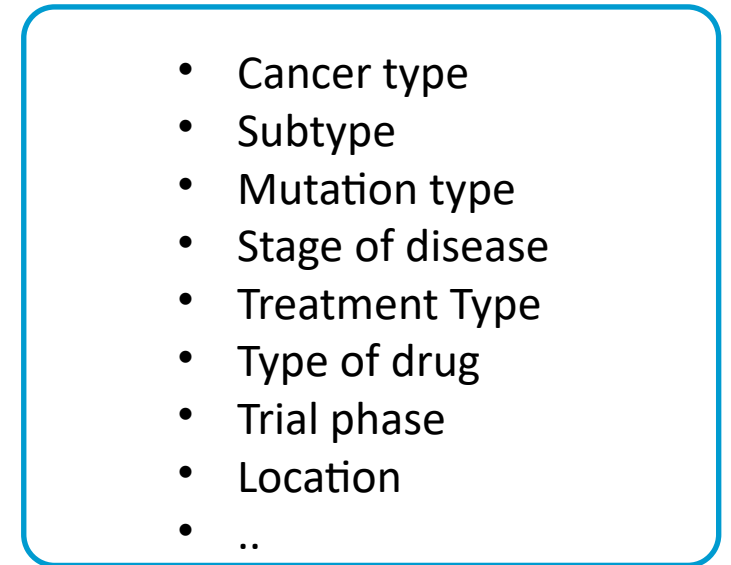 • Cancer type
• Subtype
• Mutation type
• Stage of disease
• Treatment Type
• Type of drug
• Trial phase
• Location
• ..